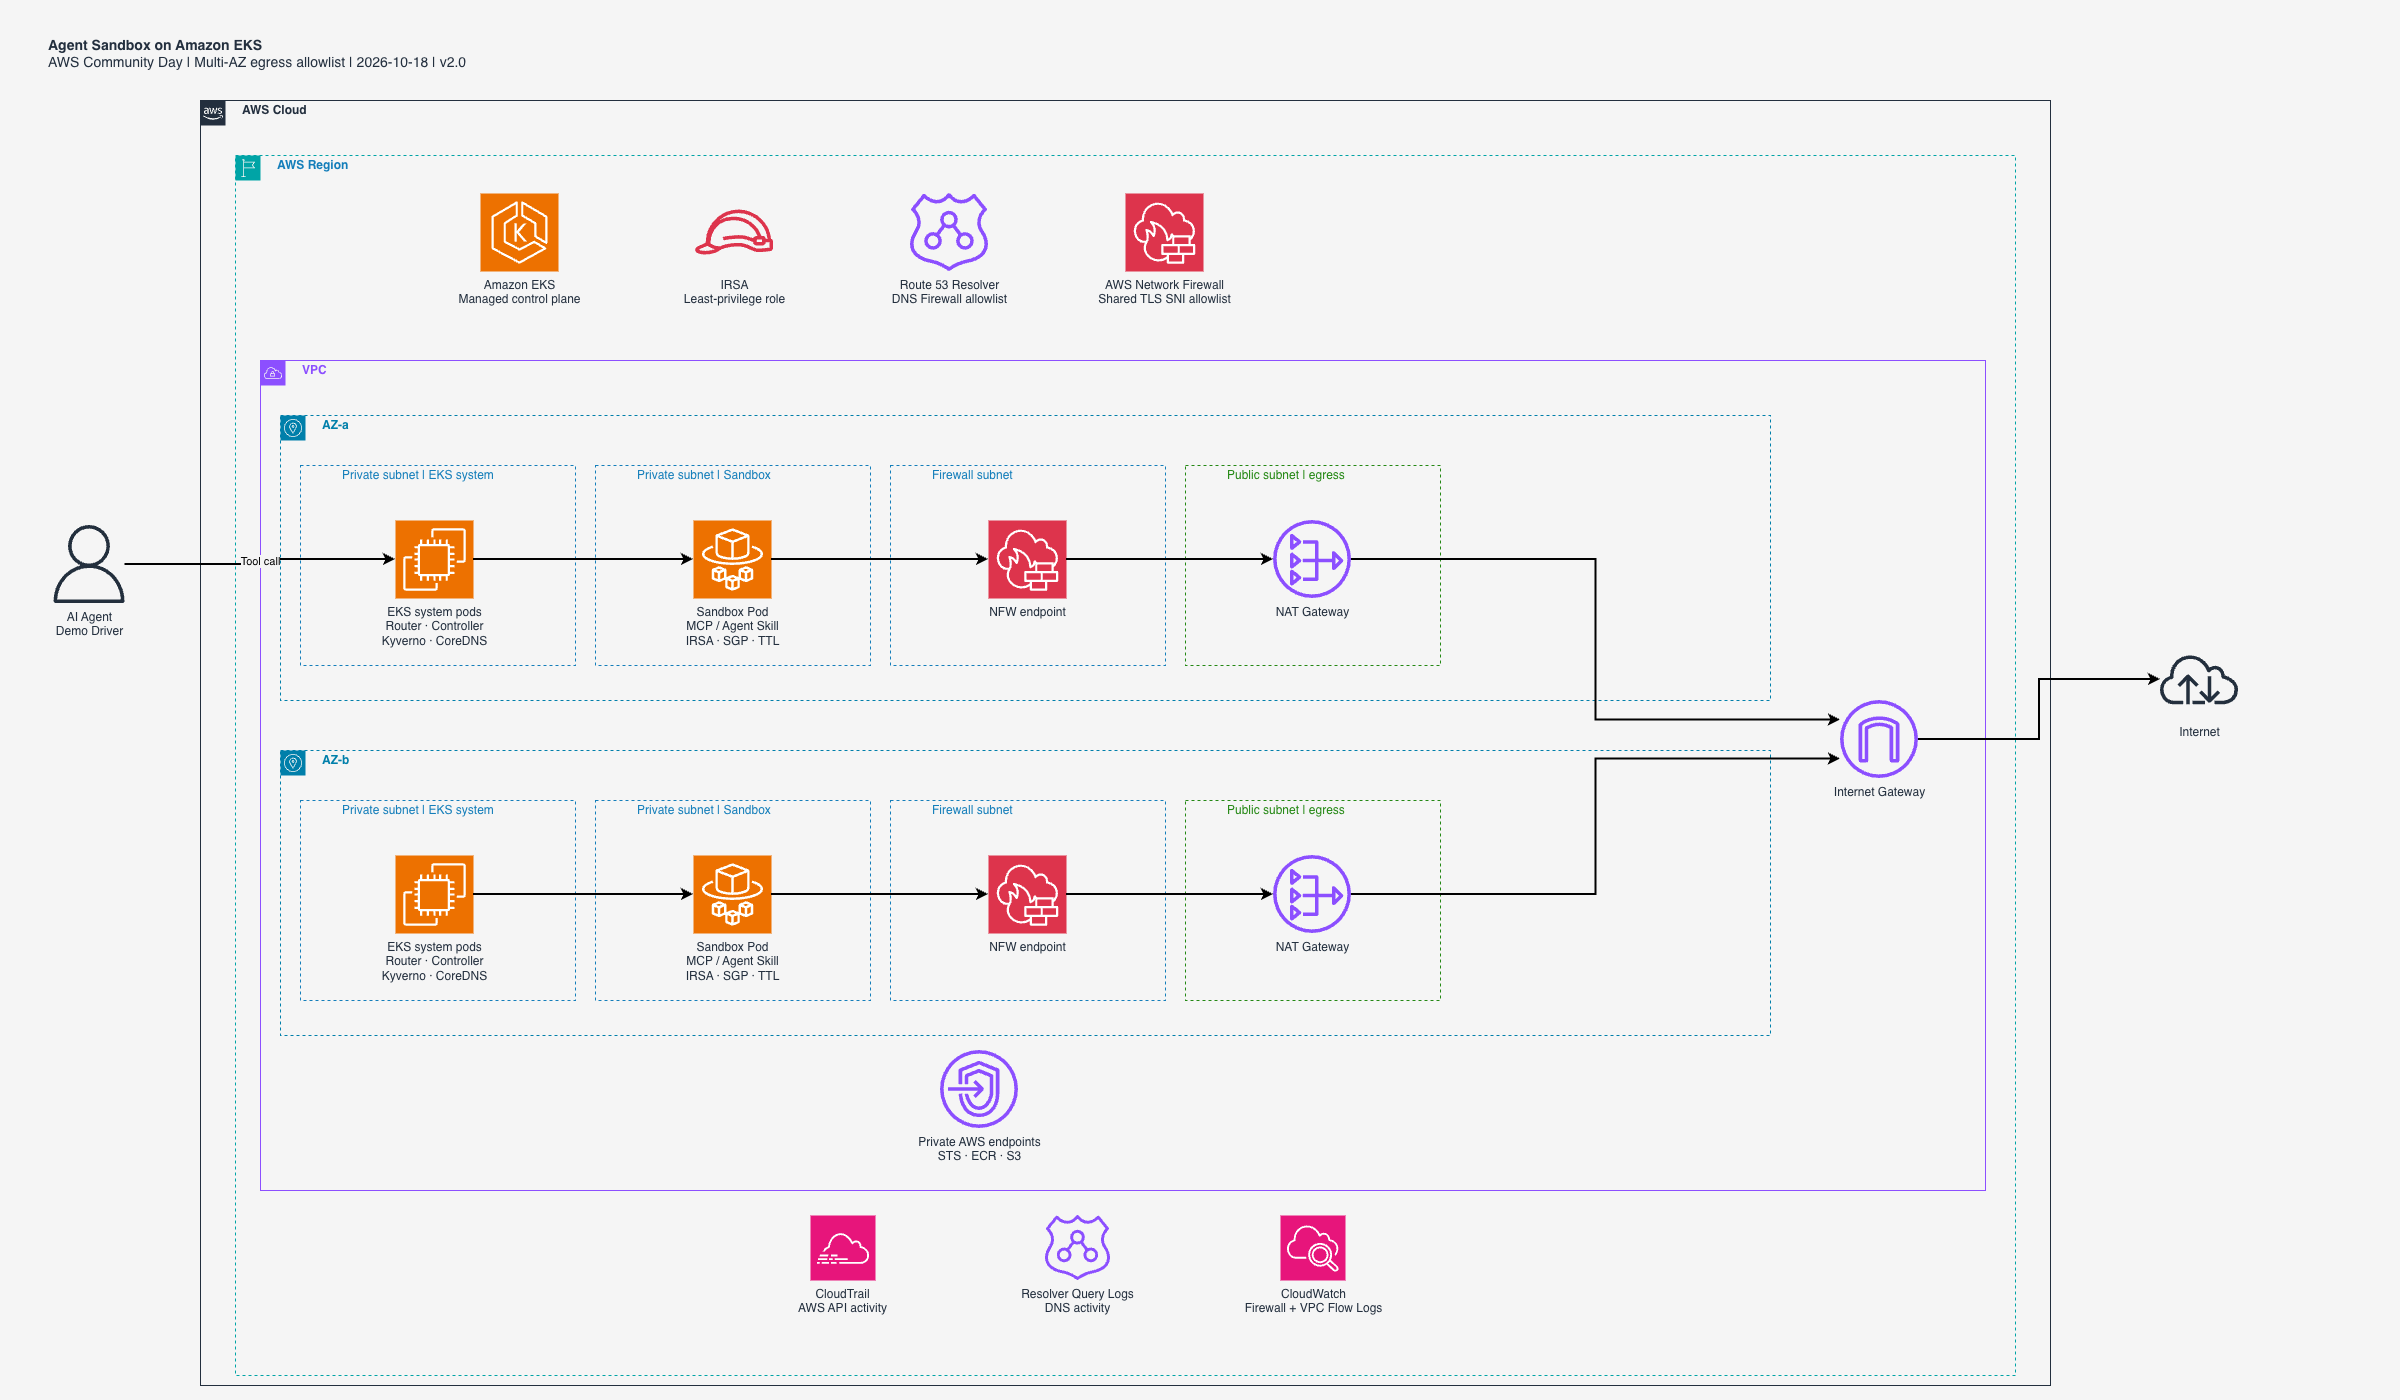 Agent Sandbox on Amazon EKS
AWS Community Day | Multi-AZ egress allowlist | 2026-10-18 | v2.0
aws
AWS Cloud
AWS Region
Amazon EKS
Managed control plane
IRSA
Least-privilege role
Route 53 Resolver
DNS Firewall allowlist
AWS Network Firewall
Shared TLS SNI allowlist
VPC
AZ-a
Private subnet | EKS system
Private subnet | Sandbox
Firewall subnet
Public subnet | egress
AI Agent
Demo Driver
Tool call
EKS system pods
Router · Controller
Kyverno · CoreDNS
Sandbox Pod
MCP / Agent Skill
IRSA · SGP · TTL
NFW endpoint
NAT Gateway
Internet Gateway
Internet
AZ-b
Private subnet | EKS system
Private subnet | Sandbox
Firewall subnet
Public subnet | egress
EKS system pods
Router · Controller
Kyverno · CoreDNS
Sandbox Pod
MCP / Agent Skill
IRSA · SGP · TTL
NFW endpoint
NAT Gateway
Private AWS endpoints
STS · ECR · S3
CloudTrail
AWS API activity
Resolver Query Logs
DNS activity
CloudWatch
Firewall + VPC Flow Logs